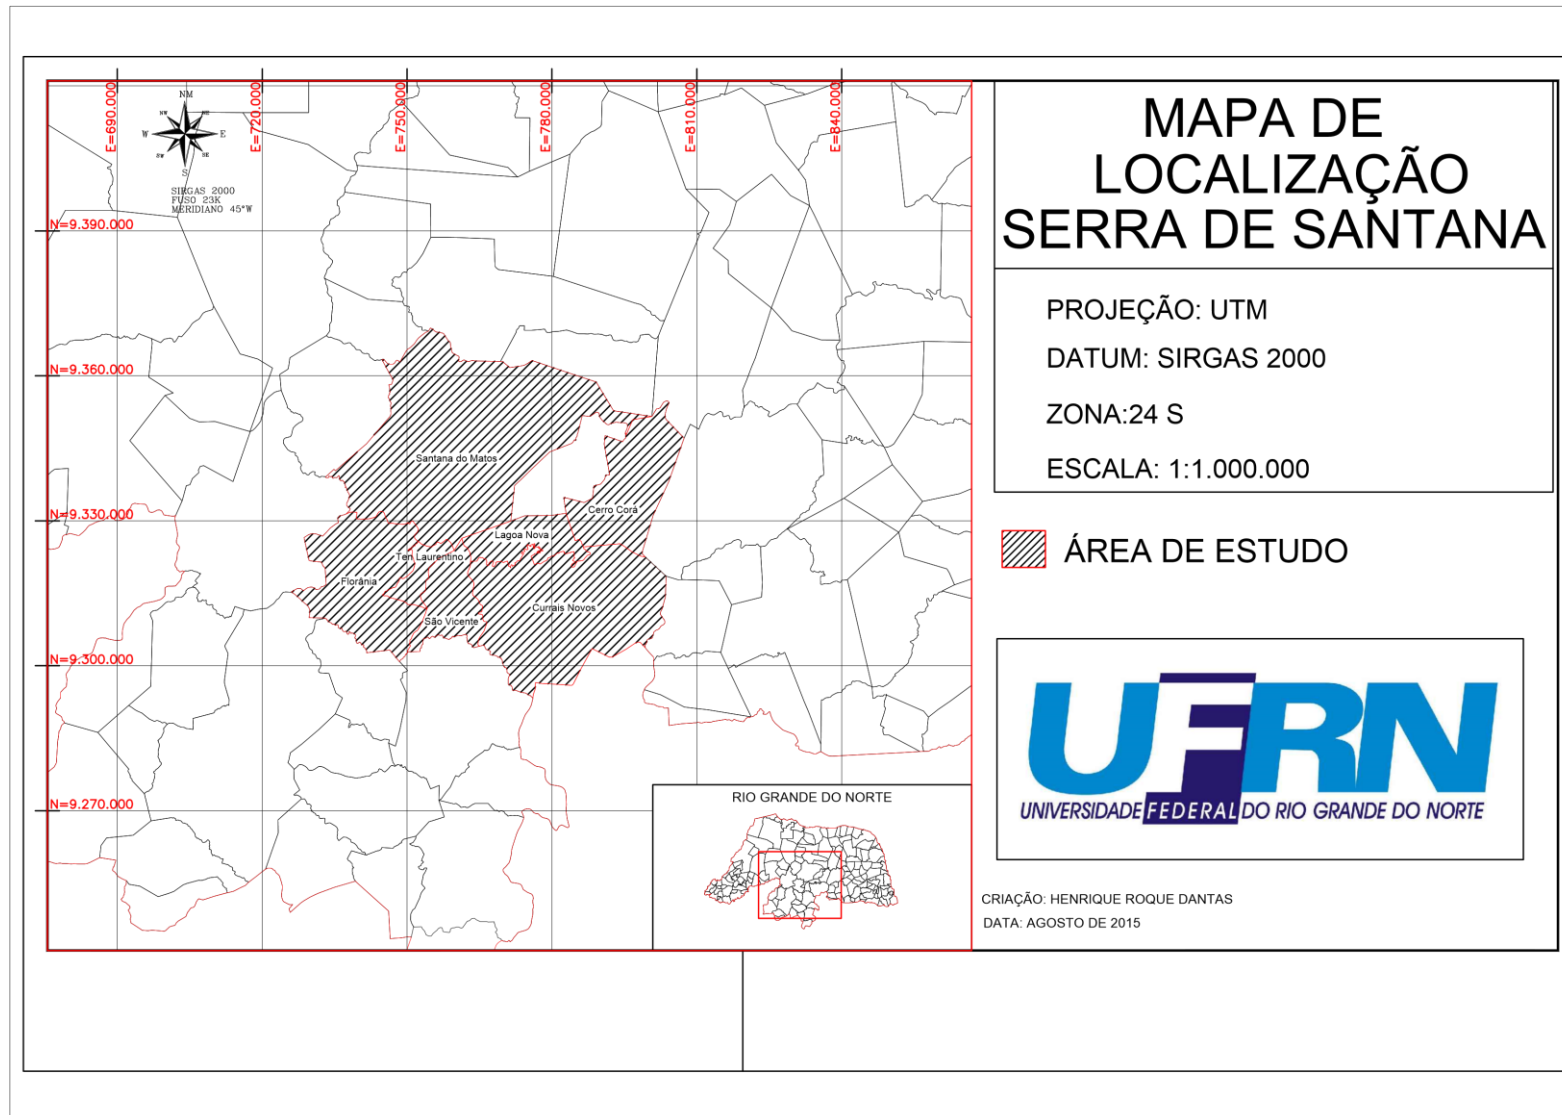 MAPA DE
LOCALIZAÇÃO
SERRA DE SANTANA
PROJEÇÃO: UTM
DATUM: SIRGAS 2000
ZONA:24 S
ESCALA: 1:1.000.000
ÁREA DE ESTUDO
UFRN
UNIVERSIDADE FEDERAL DO RIO GRANDE DO NORTE
CRIAÇÃO: HENRIQUE ROQUE DANTAS
DATA: AGOSTO DE 2015
E=690.000
E=720.000
E=750.000
E=780.000
E=810.000
E=840.000
NM
NW
NE
W
E
SW
SE
S
SIRGAS 2000
FUSO 23K
MERIDIANO 45°W
N=9.390.000
N=9.360.000
N=9.330.000
N=9.300.000
N=9.270.000
Santana do Matos
Cerro Corá
Lagoa Nova
Ten Laurentino
Florânia
Currais Novos
São Vicente
RIO GRANDE DO NORTE